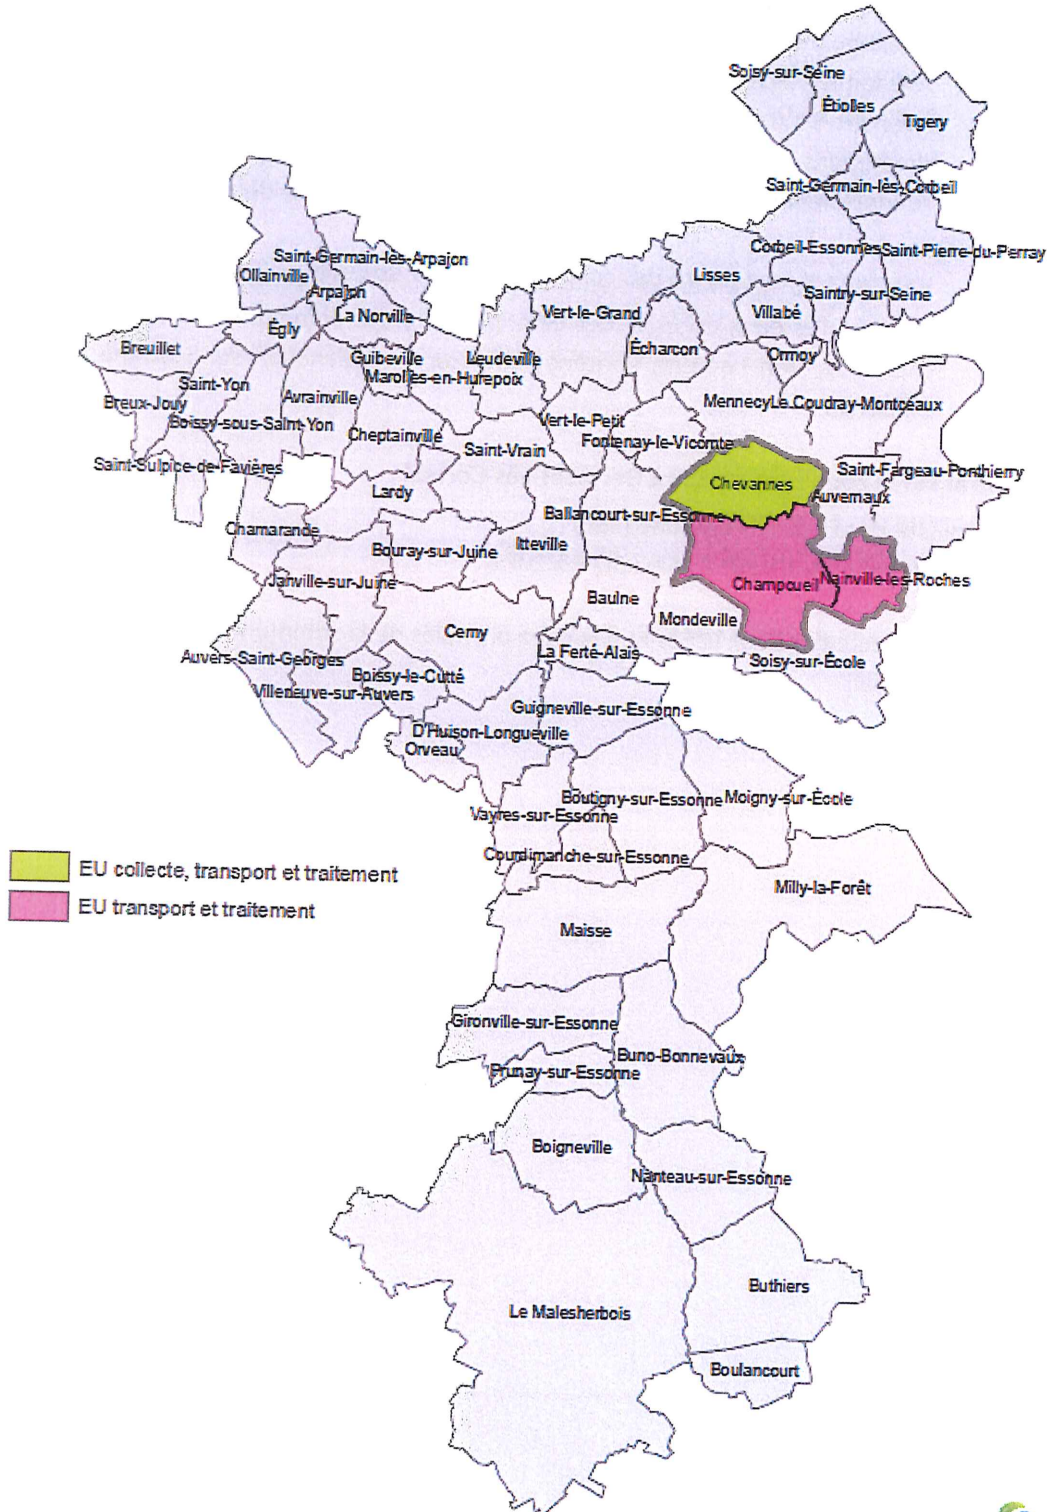 Soisy-sur-Seine
Étiolles
Tigery
Saint-Germain-lès-Corbeil
Corbeil-Essonnes
Saint-Pierre-du-Perray
Saint-Germain-lès-Arpajon
Ollainville
Lisses
Arpajon
Saintry-sur-Seine
La Norville
Vert-le-Grand
Villabé
Égly
Breuillet
Écharcon
Ormoy
Guibeville
Leudeville
Marolles-en-Hurepoix
Saint-Yon
Avrainville
Breux-Jouy
Mennecy
Le Coudray-Montceaux
Boissy-sous-Saint-Yon
Vert-le-Petit
Cheptainville
Saint-Vrain
Fontenay-le-Vicomte
Saint-Sulpice-de-Favières
Saint-Fargeau-Ponthierry
Chevannes
Lardy
Auvernaux
Ballancourt-sur-Essonne
Chamarande
Itteville
Bouray-sur-Juine
Janville-sur-Juine
Champcueil
Nainville-les-Roches
Baulne
Mondeville
Cerny
La Ferté-Alais
Auvers-Saint-Georges
Soisy-sur-École
Boissy-le-Cutté
Villeneuve-sur-Auvers
Guigneville-sur-Essonne
D'Huison-Longueville
Orveau
Boutigny-sur-Essonne
Moigny-sur-École
Vayres-sur-Essonne
Courdimanche-sur-Essonne
EU collecte, transport et traitement
EU transport et traitement
Milly-la-Forêt
Maisse
Gironville-sur-Essonne
Buno-Bonnevaux
Prunay-sur-Essonne
Boigneville
Nanteau-sur-Essonne
Buthiers
Le Malesherbois
Boulancourt